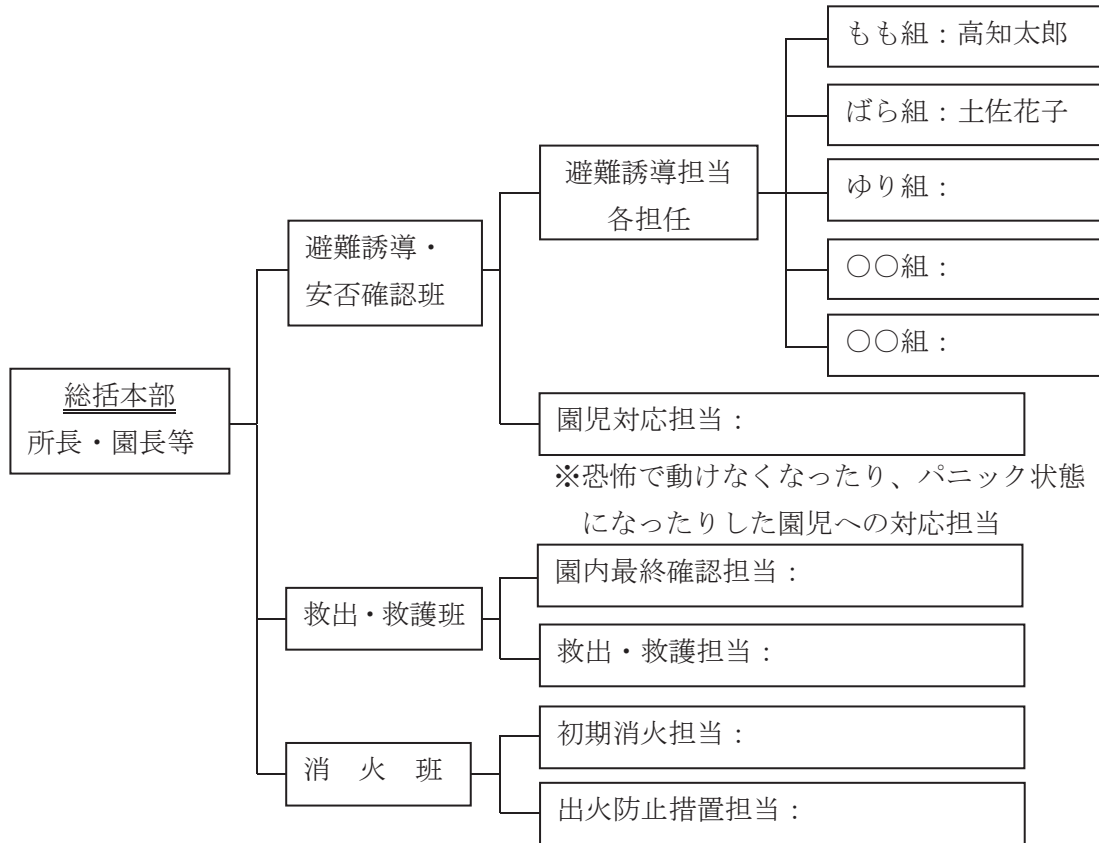 総括本部
所長・園長等
避難誘導・
安否確認班
避難誘導担当
各担任
もも組：高知太郎
ばら組：土佐花子
ゆり組：
〇〇組：
〇〇組：
園児対応担当：
※恐怖で動けなくなったり、パニック状態
になったりした園児への対応担当
救出・救護班
園内最終確認担当：
救出・救護担当：
消　火　班
初期消火担当：
出火防止措置担当：